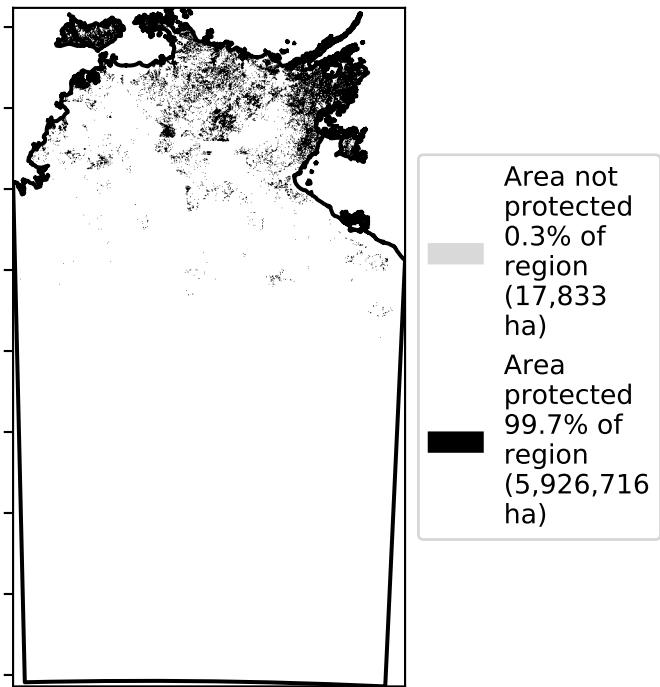 Area not
protected
0.3% of
region
(17,833
ha)
Area
protected
99.7% of
region
(5,926,716
ha)